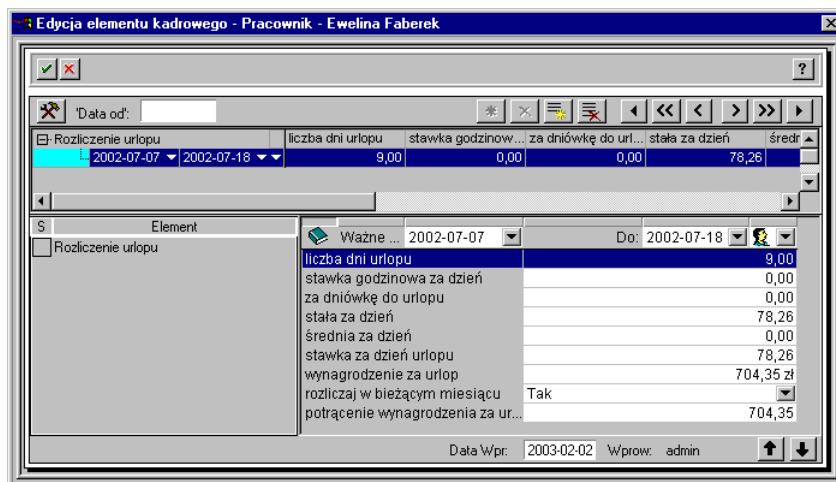 Edycja elementu kadrowego - Pracownik - Ewelina Faberek
?
'Data od':
Rozliczenie urlopu liczba dni urlopu stawka godzinow... za dniówkę do url... stała za dzień średr
2002-07-07 2002-07-18 9,00 0,00 0,00 78,26
S Element
Rozliczenie urlopu
Ważne ... 2002-07-07 Do: 2002-07-18
liczba dni urlopu 9,00
stawka godzinowa za dzień 0,00
za dniówkę do urlopu 0,00
stała za dzień 78,26
średnia za dzień 0,00
stawka za dzień urlopu 78,26
wynagrodzenie za urlop 704,35 zł
rozliczaj w bieżącym miesiącu Tak
potrącenie wynagrodzenia za ur... 704,35
Data Wpr: 2003-02-02 Wprow: admin